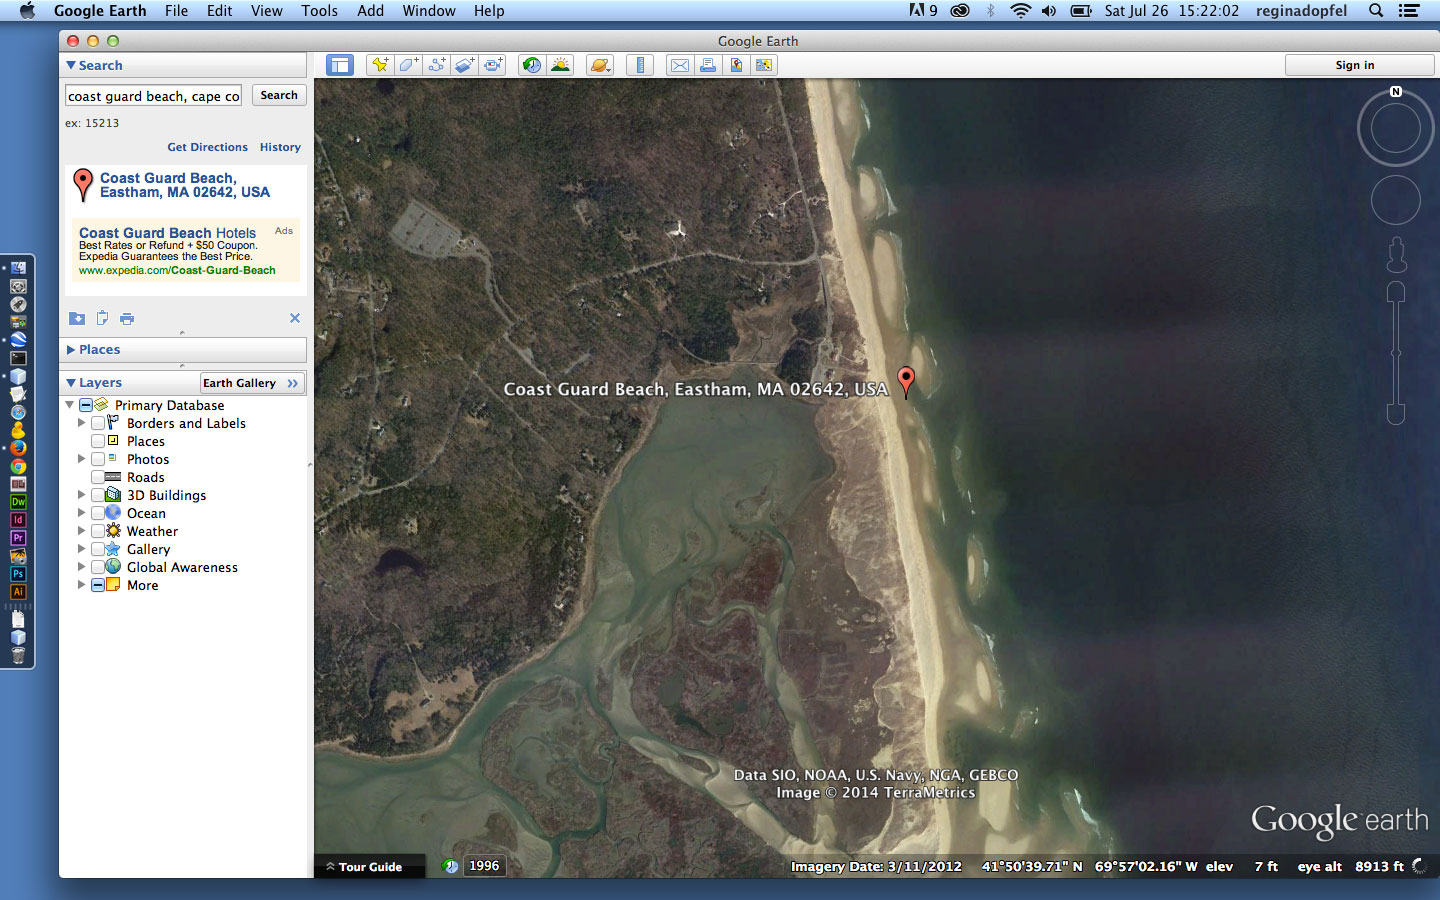 Google Earth File Edit View Tools Add Window Help 9 Sat Jul 26 15:22:02 reginadopfel
Google Earth
Search
coast guard beach, cape co Search
ex: 15213
Get Directions History
Coast Guard Beach,
Eastham, MA 02642, USA
Coast Guard Beach Hotels Ads
Best Rates or Refund + $50 Coupon.
Expedia Guarantees the Best Price.
www.expedia.com/Coast-Guard-Beach
Places
Layers Earth Gallery >>
Primary Database
Borders and Labels
Places
Photos
Roads
3D Buildings
Ocean
Weather
Gallery
Global Awareness
More
Dw
Id
Pr
Ps
Ai
Sign in
N
Coast Guard Beach, Eastham, MA 02642, USA
Data SIO, NOAA, U.S. Navy, NGA, GEBCO
Image © 2014 TerraMetrics
Google earth
Tour Guide 1996 Imagery Date: 3/11/2012 41°50'39.71" N 69°57'02.16" W elev 7 ft eye alt 8913 ft